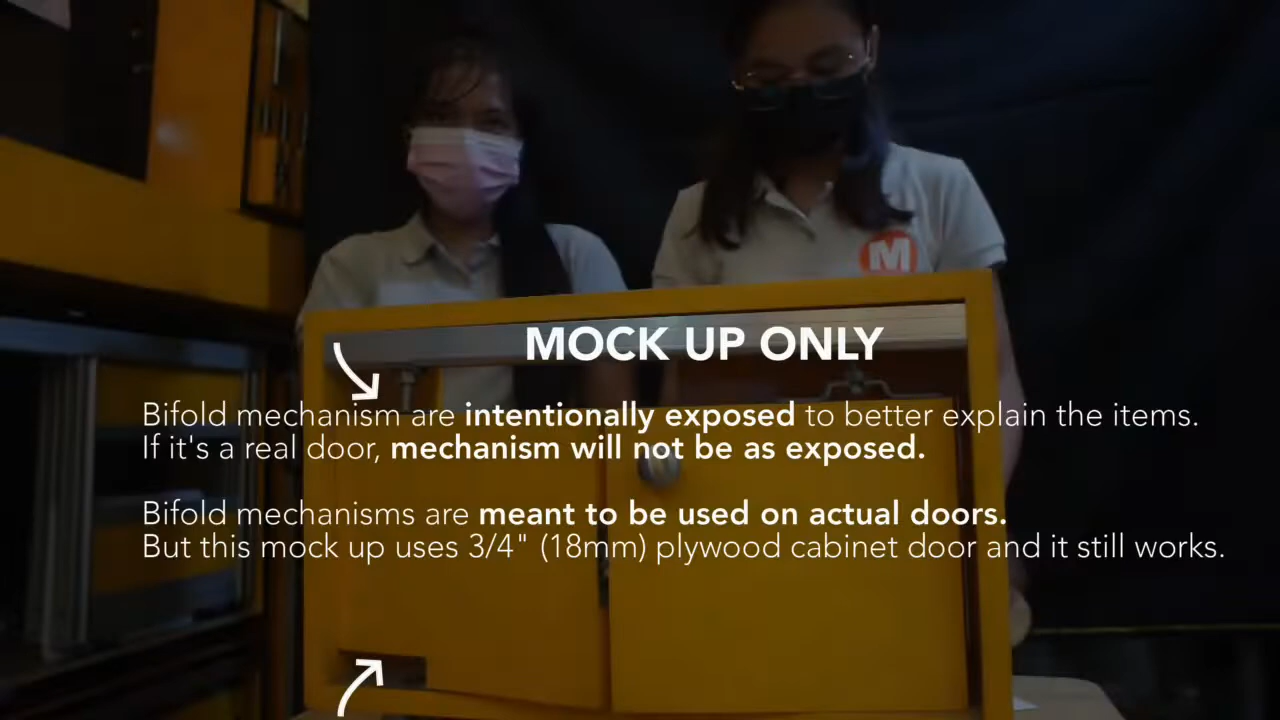 M
MOCK UP ONLY
Bifold mechanism are intentionally exposed to better explain the items.
If it's a real door, mechanism will not be as exposed.
Bifold mechanisms are meant to be used on actual doors.
But this mock up uses 3/4" (18mm) plywood cabinet door and it still works.